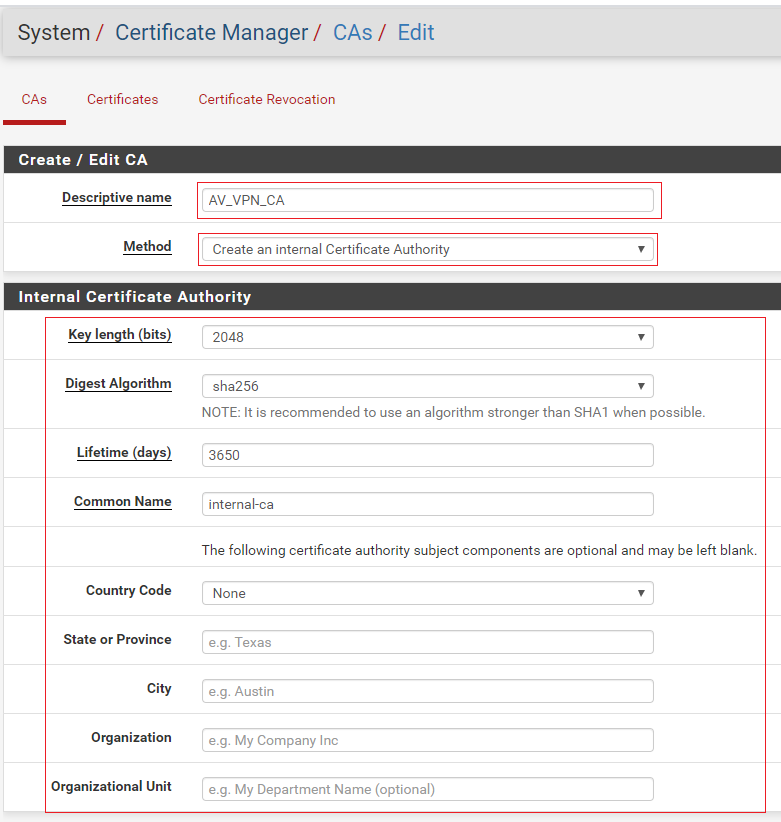 System / Certificate Manager / CAs / Edit
CAs Certificates Certificate Revocation
Create / Edit CA
Descriptive name AV_VPN_CA
Method Create an internal Certificate Authority
Internal Certificate Authority
Key length (bits) 2048
Digest Algorithm sha256
NOTE: It is recommended to use an algorithm stronger than SHA1 when possible.
Lifetime (days) 3650
Common Name internal-ca
The following certificate authority subject components are optional and may be left blank.
Country Code None
State or Province e.g. Texas
City e.g. Austin
Organization e.g. My Company Inc
Organizational Unit e.g. My Department Name (optional)